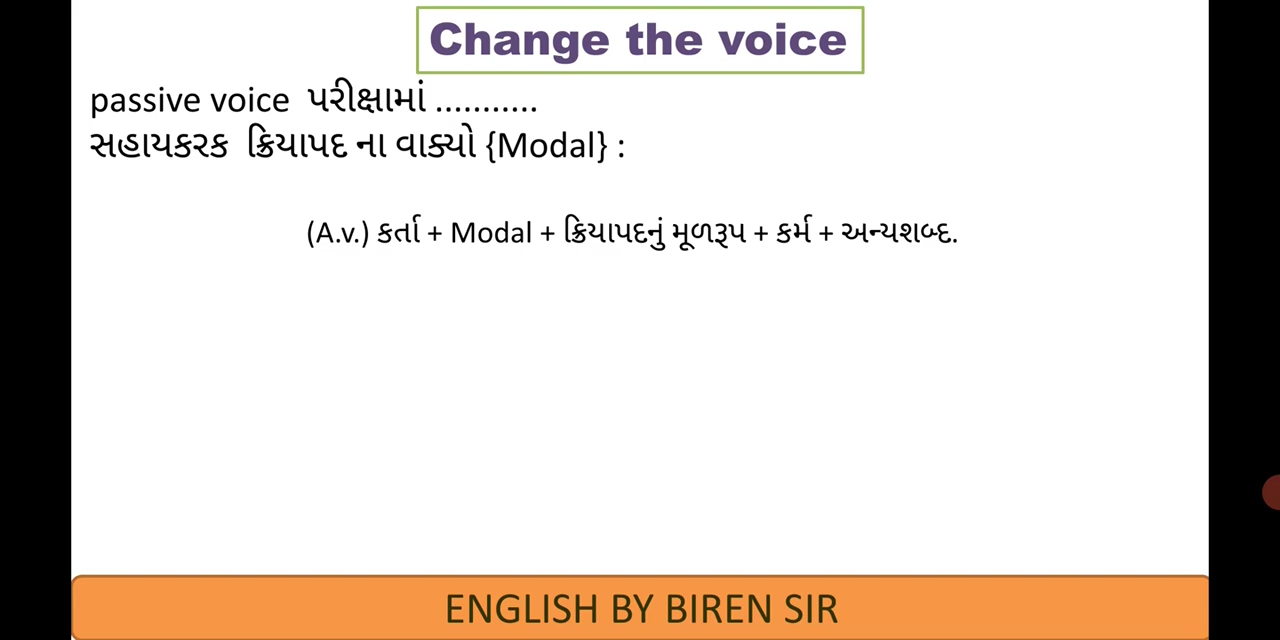 Change the voice
passive voice પરીક્ષામાં ...........
સહાયકરક ક્રિયાપદ ના વાક્યો {Modal} :
(A.v.) કર્તા + Modal + ક્રિયાપદનું મૂળરૂપ + કર્મ + અન્યશબ્દ.
ENGLISH BY BIREN SIR